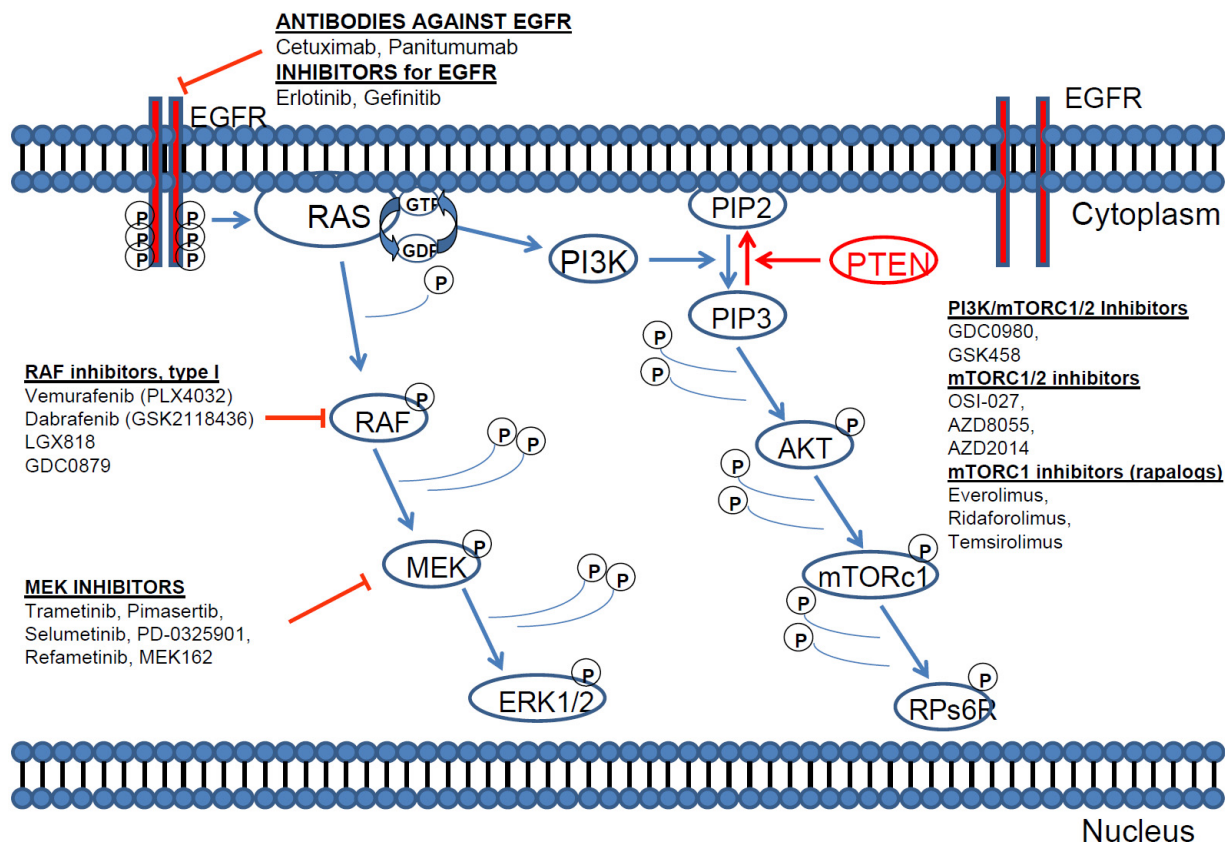 ANTIBODIES AGAINST EGFR
Cetuximab, Panitumumab
INHIBITORS for EGFR
Erlotinib, Gefinitib
EGFR
EGFR
Cytoplasm
P
P
P
P
P
P
RAS
GTP
GDP
PI3K
PIP2
PTEN
PIP3
P
P
P
RAF inhibitors, type I
Vemurafenib (PLX4032)
Dabrafenib (GSK2118436)
LGX818
GDC0879
RAF
P
P
P
AKT
P
P
P
PI3K/mTORC1/2 Inhibitors
GDC0980,
GSK458
mTORC1/2 inhibitors
OSI-027,
AZD8055,
AZD2014
mTORC1 inhibitors (rapalogs)
Everolimus,
Ridaforolimus,
Temsirolimus
MEK
P
P
P
mTORc1
P
P
P
MEK INHIBITORS
Trametinib, Pimasertib,
Selumetinib, PD-0325901,
Refametinib, MEK162
ERK1/2
P
RPs6R
P
Nucleus